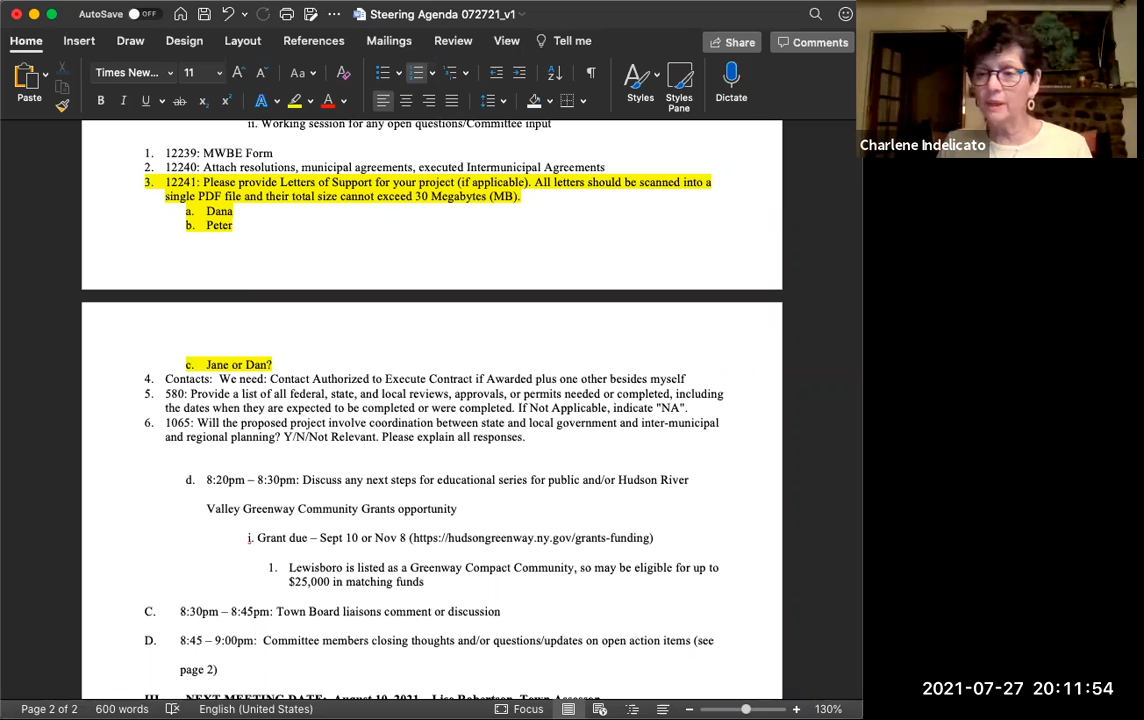 AutoSave OFF Steering Agenda 072721_v1
Home Insert Draw Design Layout References Mailings Review View Tell me Share Comments
Paste Times New... 11 Styles Styles Pane Dictate
ii. Working session for any open questions/Committee input
1. 12239: MWBE Form
2. 12240: Attach resolutions, municipal agreements, executed Intermunicipal Agreements
3. 12241: Please provide Letters of Support for your project (if applicable). All letters should be scanned into a
single PDF file and their total size cannot exceed 30 Megabytes (MB).
a. Dana
b. Peter
c. Jane or Dan?
4. Contacts: We need: Contact Authorized to Execute Contract if Awarded plus one other besides myself
5. 580: Provide a list of all federal, state, and local reviews, approvals, or permits needed or completed, including
the dates when they are expected to be completed or were completed. If Not Applicable, indicate "NA".
6. 1065: Will the proposed project involve coordination between state and local government and inter-municipal
and regional planning? Y/N/Not Relevant. Please explain all responses.
d. 8:20pm – 8:30pm: Discuss any next steps for educational series for public and/or Hudson River
Valley Greenway Community Grants opportunity
i. Grant due – Sept 10 or Nov 8 (https://hudsongreenway.ny.gov/grants-funding)
1. Lewisboro is listed as a Greenway Compact Community, so may be eligible for up to
$25,000 in matching funds
C. 8:30pm – 8:45pm: Town Board liaisons comment or discussion
D. 8:45 – 9:00pm: Committee members closing thoughts and/or questions/updates on open action items (see
page 2)
III. NEXT MEETING DATE: August 10, 2021 – Lise Robertson, Town Assessor
Page 2 of 2 600 words English (United States) Focus 130%
Charlene Indelicato
2021-07-27 20:11:54